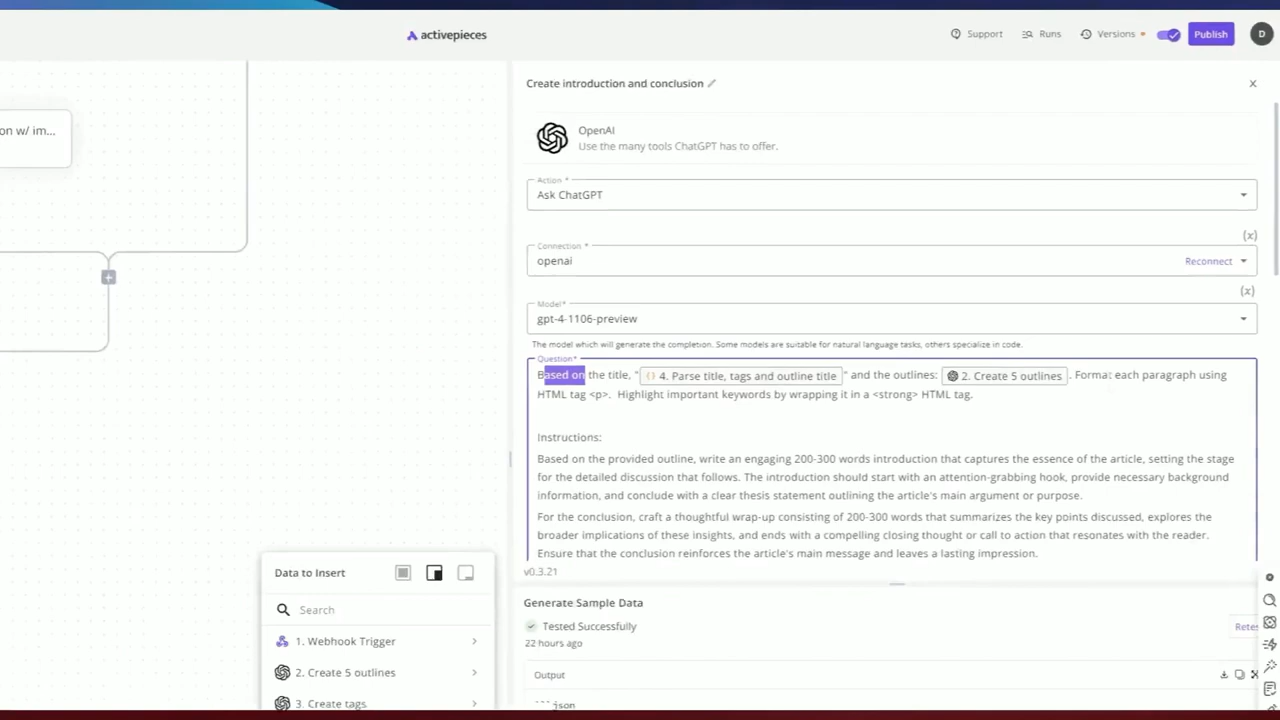 activepieces
Support
Runs
Versions
Publish
D
on w/ im...
Create introduction and conclusion
OpenAI
Use the many tools ChatGPT has to offer.
Action *
Ask ChatGPT
(x)
Connection *
openai
Reconnect
(x)
Model*
gpt-4-1106-preview
The model which will generate the completion. Some models are suitable for natural language tasks, others specialize in code.
Question*
Based on the title, " 4. Parse title, tags and outline title " and the outlines: 2. Create 5 outlines . Format each paragraph using
HTML tag <p>. Highlight important keywords by wrapping it in a <strong> HTML tag.
Instructions:
Based on the provided outline, write an engaging 200-300 words introduction that captures the essence of the article, setting the stage
for the detailed discussion that follows. The introduction should start with an attention-grabbing hook, provide necessary background
information, and conclude with a clear thesis statement outlining the article's main argument or purpose.
For the conclusion, craft a thoughtful wrap-up consisting of 200-300 words that summarizes the key points discussed, explores the
broader implications of these insights, and ends with a compelling closing thought or call to action that resonates with the reader.
Ensure that the conclusion reinforces the article's main message and leaves a lasting impression.
v0.3.21
Data to Insert
Search
1. Webhook Trigger
2. Create 5 outlines
3. Create tags
Generate Sample Data
Tested Successfully
22 hours ago
Retes
Output
```json